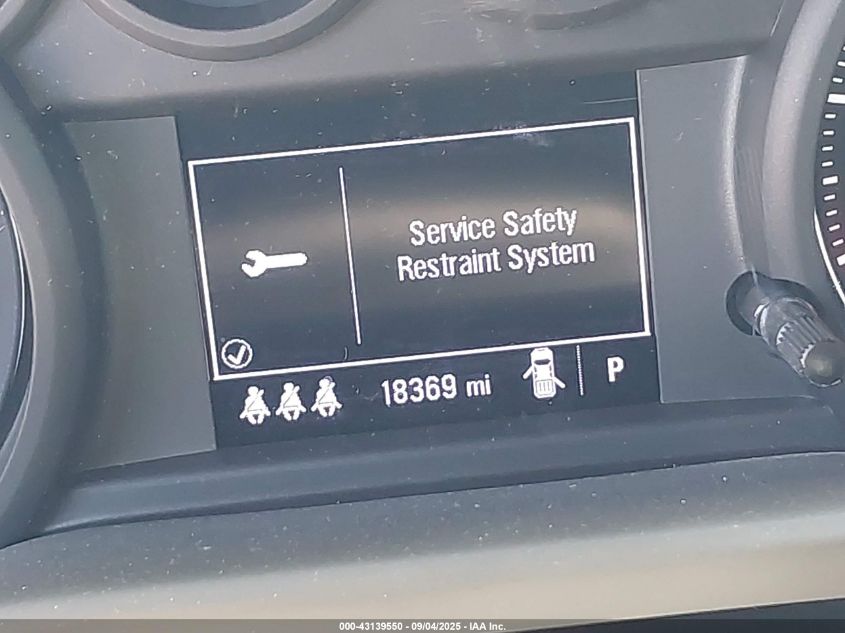 Service Safety
Restraint System
18369 mi
P
000-43139550 - 09/04/2025 - IAA Inc.